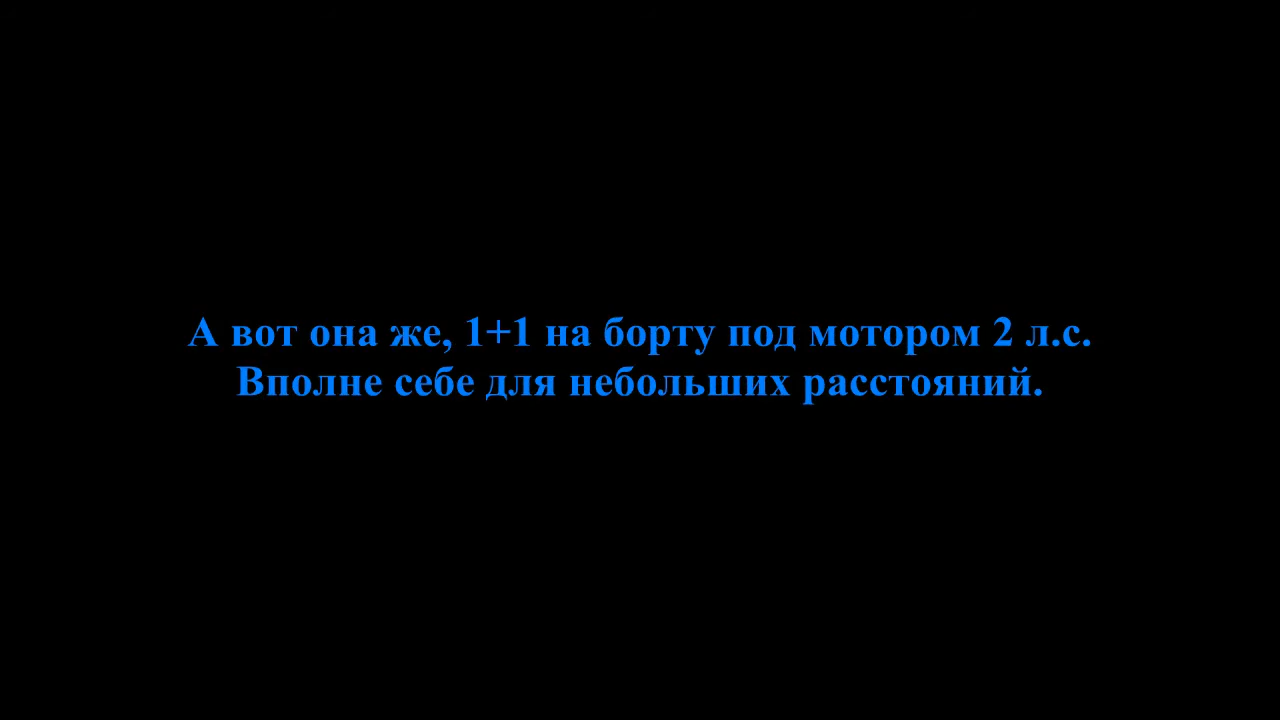 А вот она же, 1+1 на борту под мотором 2 л.с.
Вполне себе для небольших расстояний.